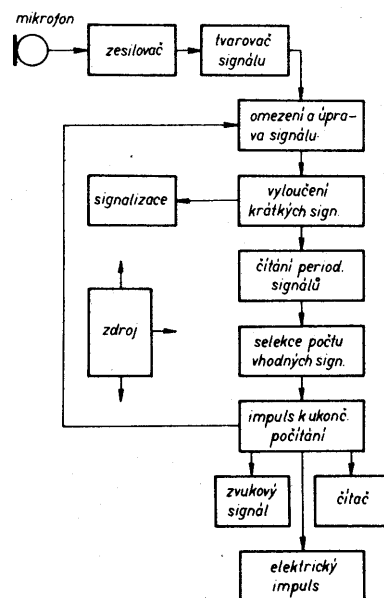 mikrofon
zesilovač
tvarovač
signálu
omezení a úpra-
va signálu
signalizace
vyloučení
krátkých sign.
čítání period.
signálů
zdroj
selekce počtu
vhodných sign.
impuls k ukonč.
počítání
zvukový
signál
čítač
elektrický
impuls